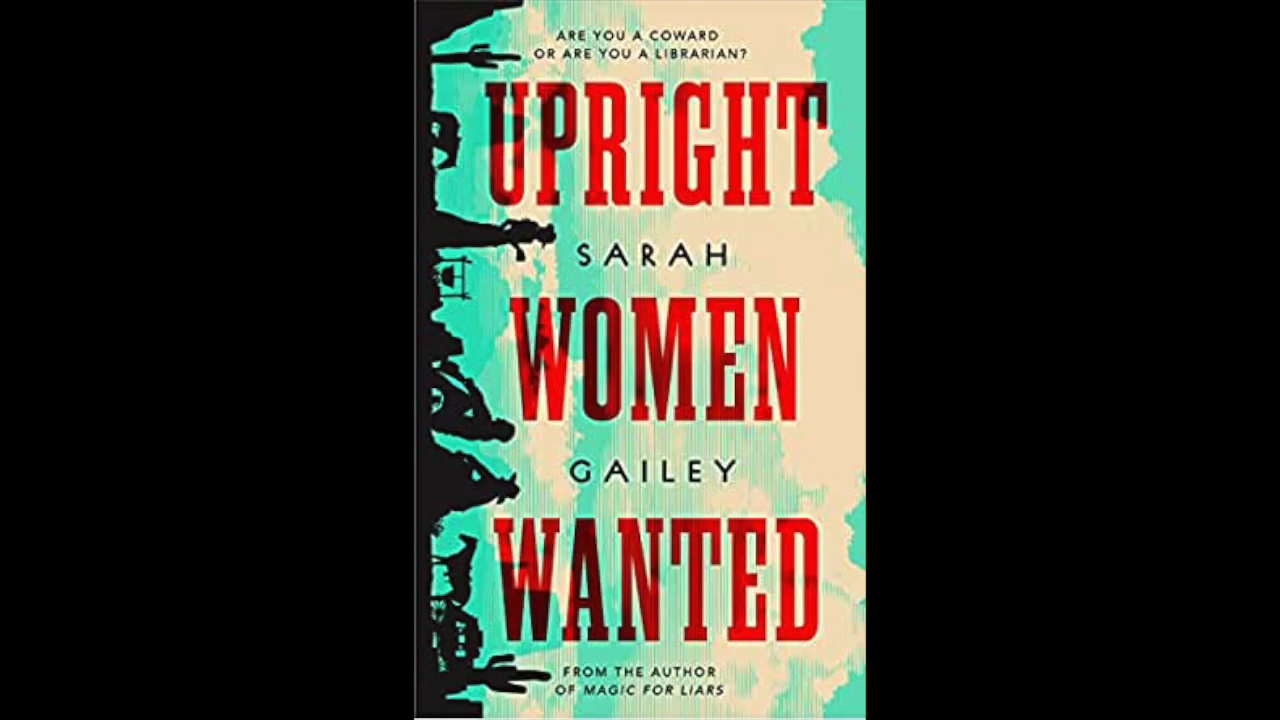 ARE YOU A COWARD
OR ARE YOU A LIBRARIAN?
UPRIGHT
SARAH
WOMEN
GAILEY
WANTED
FROM THE AUTHOR
OF MAGIC FOR LIARS